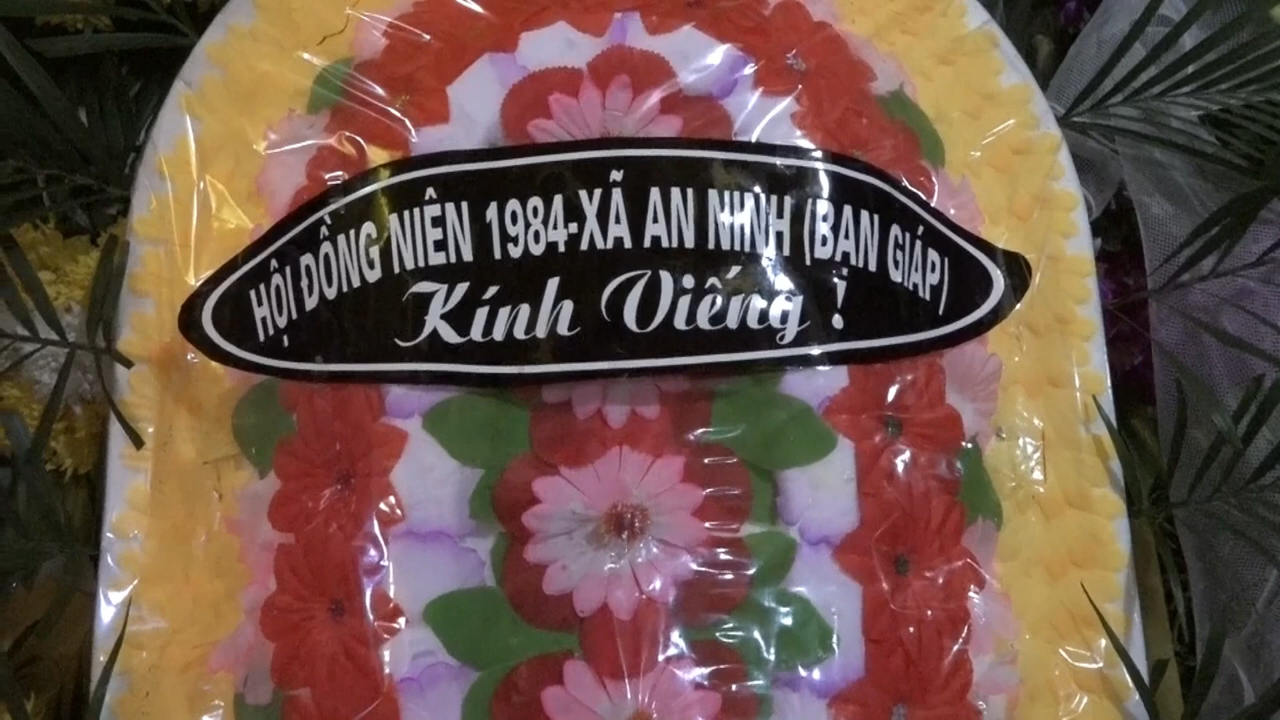 HỘI ĐỒNG NIÊN 1984-XÃ AN NINH (BẠN GIÁP)
Kính Viếng !